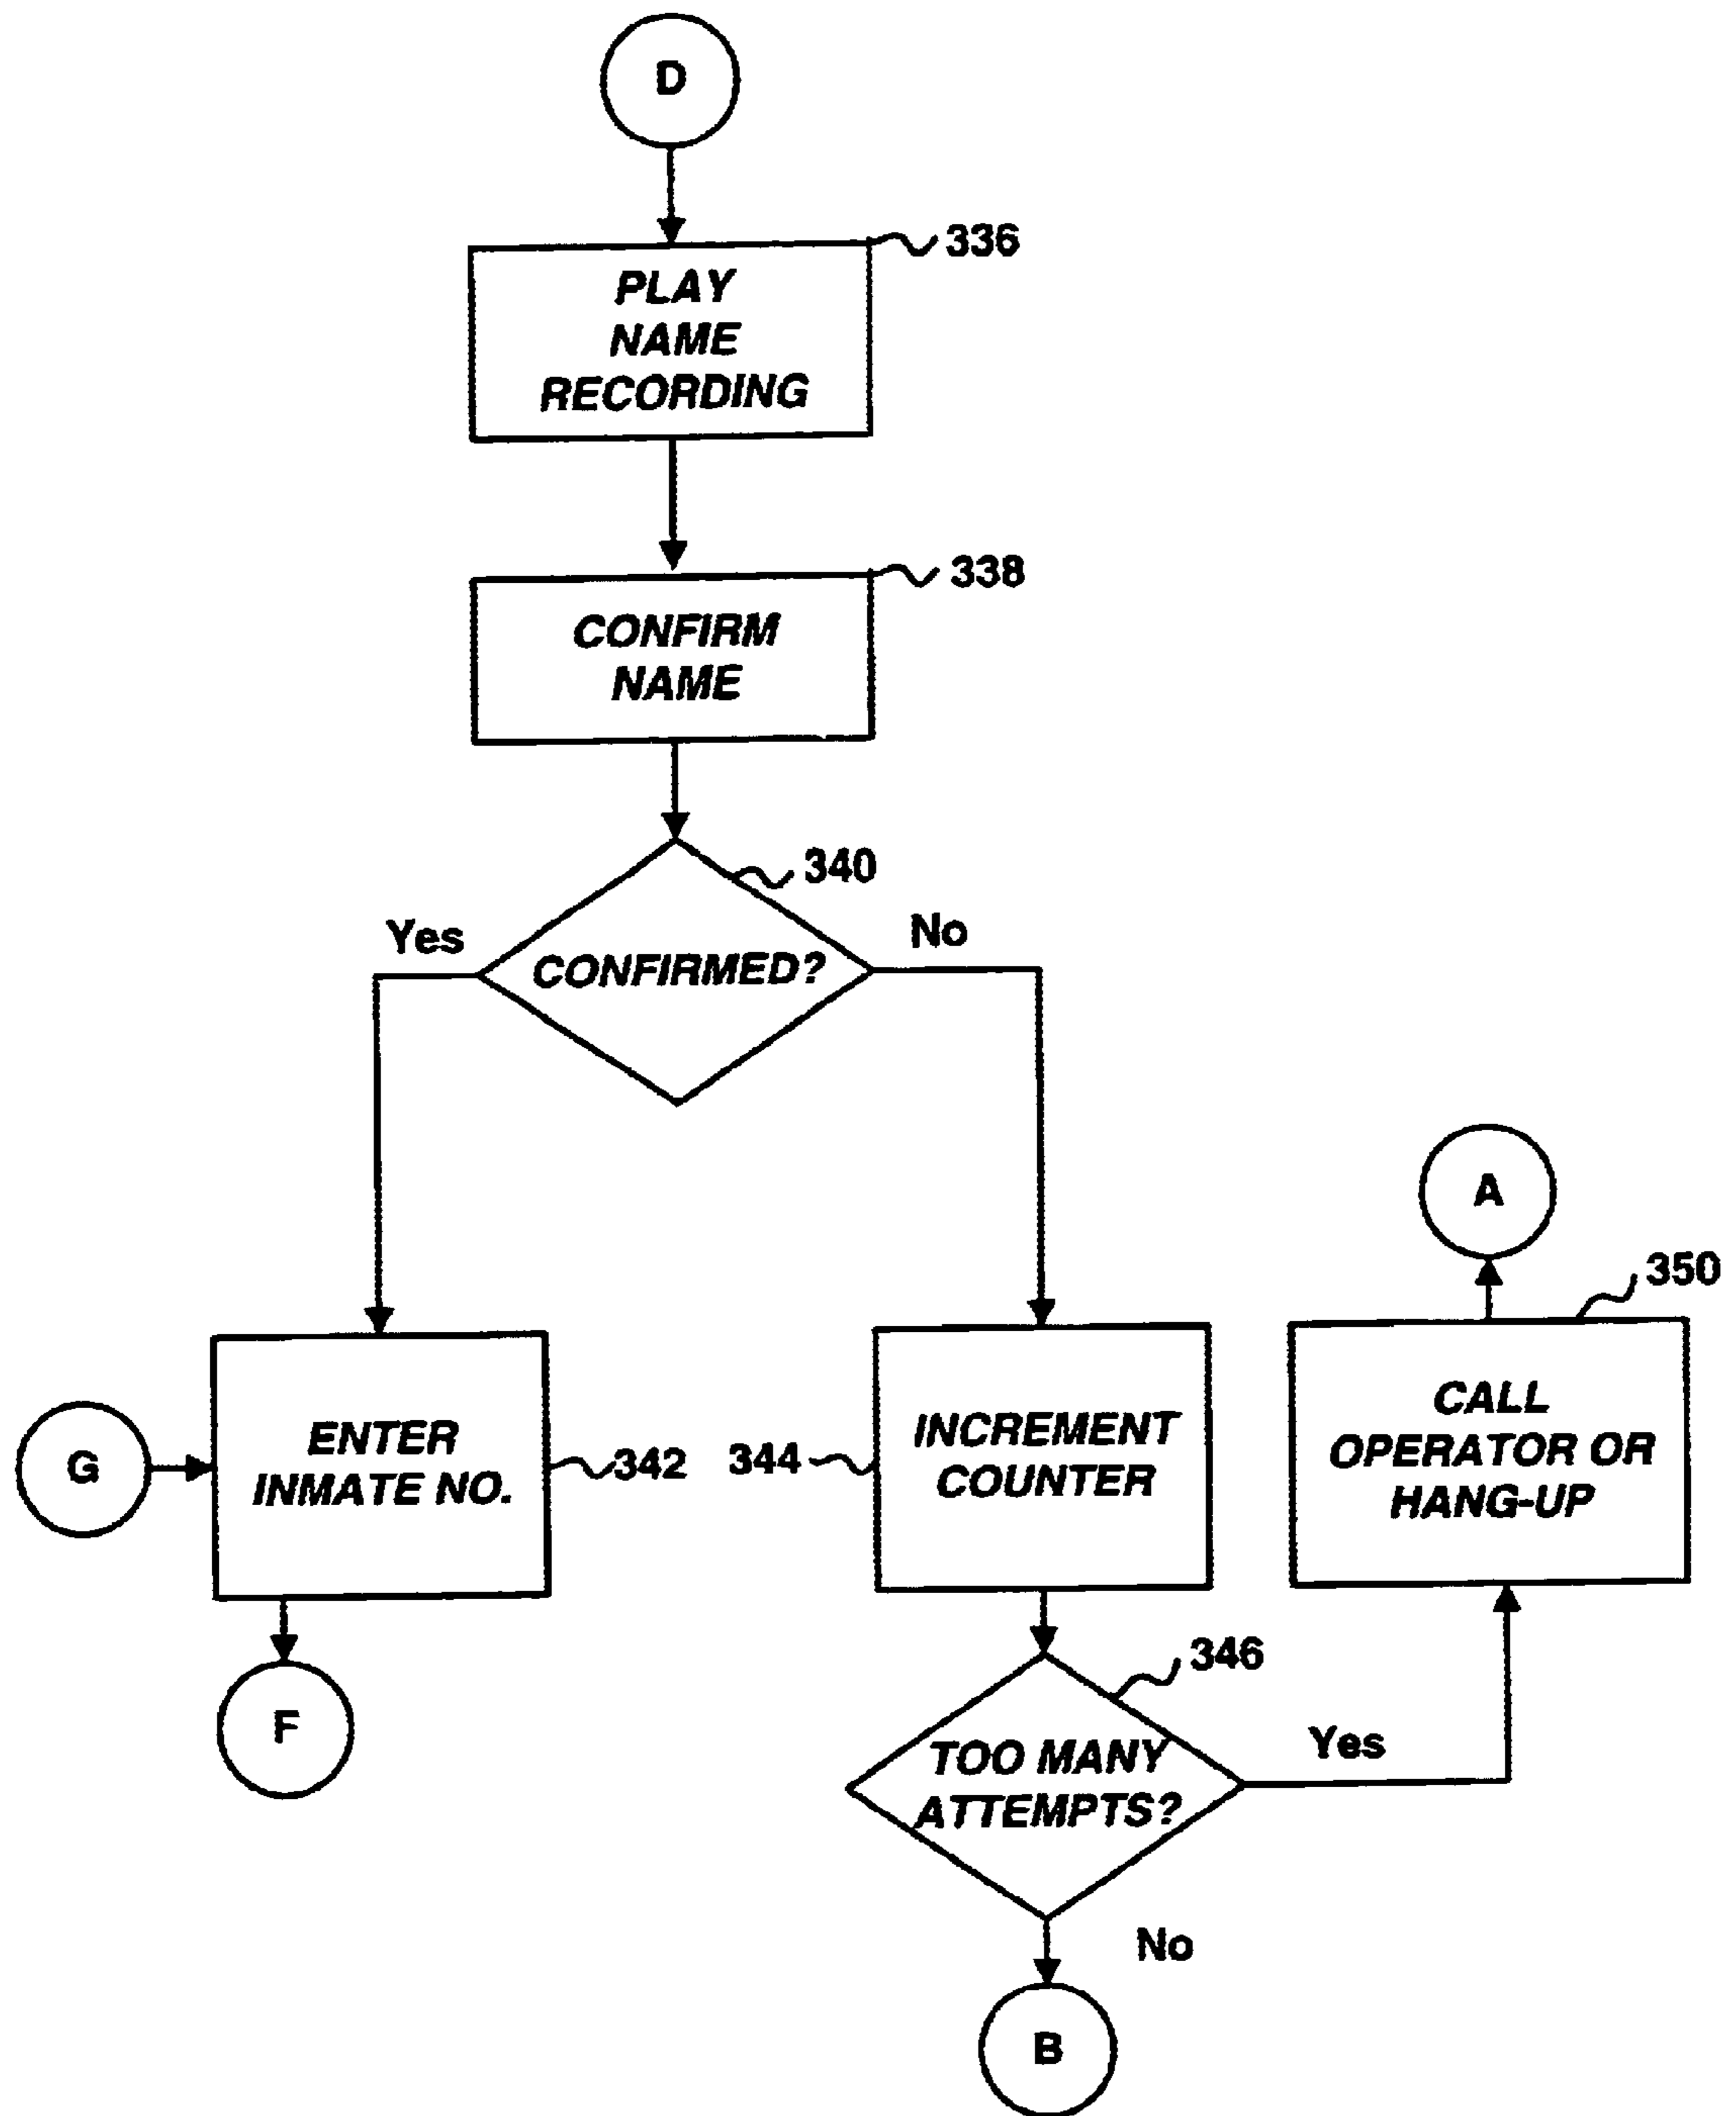 D
336
PLAY
NAME
RECORDING
338
CONFIRM
NAME
340
Yes
No
CONFIRMED?
A
350
G
ENTER
INMATE NO.
342
344
INCREMENT
COUNTER
CALL
OPERATOR OR
HANG-UP
F
346
TOO MANY
ATTEMPTS?
Yes
No
B